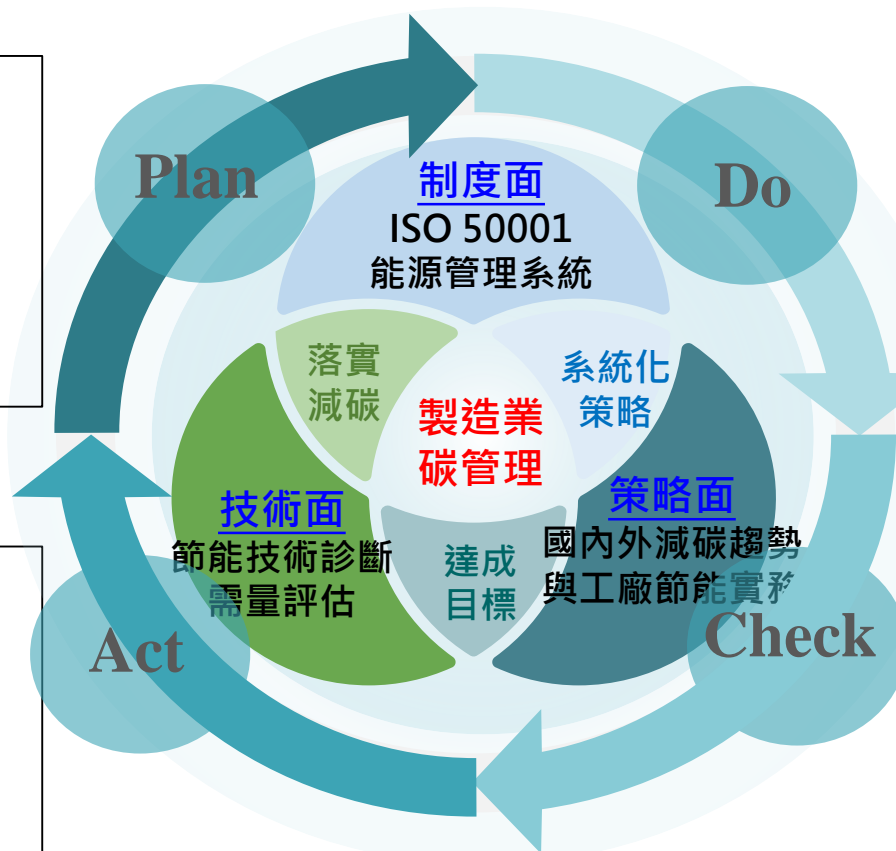 Plan
Do
制度面
ISO 50001
能源管理系統
落實
減碳
系統化
策略
製造業
碳管理
技術面
節能技術診斷
需量評估
策略面
國內外減碳趨勢
與工廠節能實務
達成
目標
Act
Check